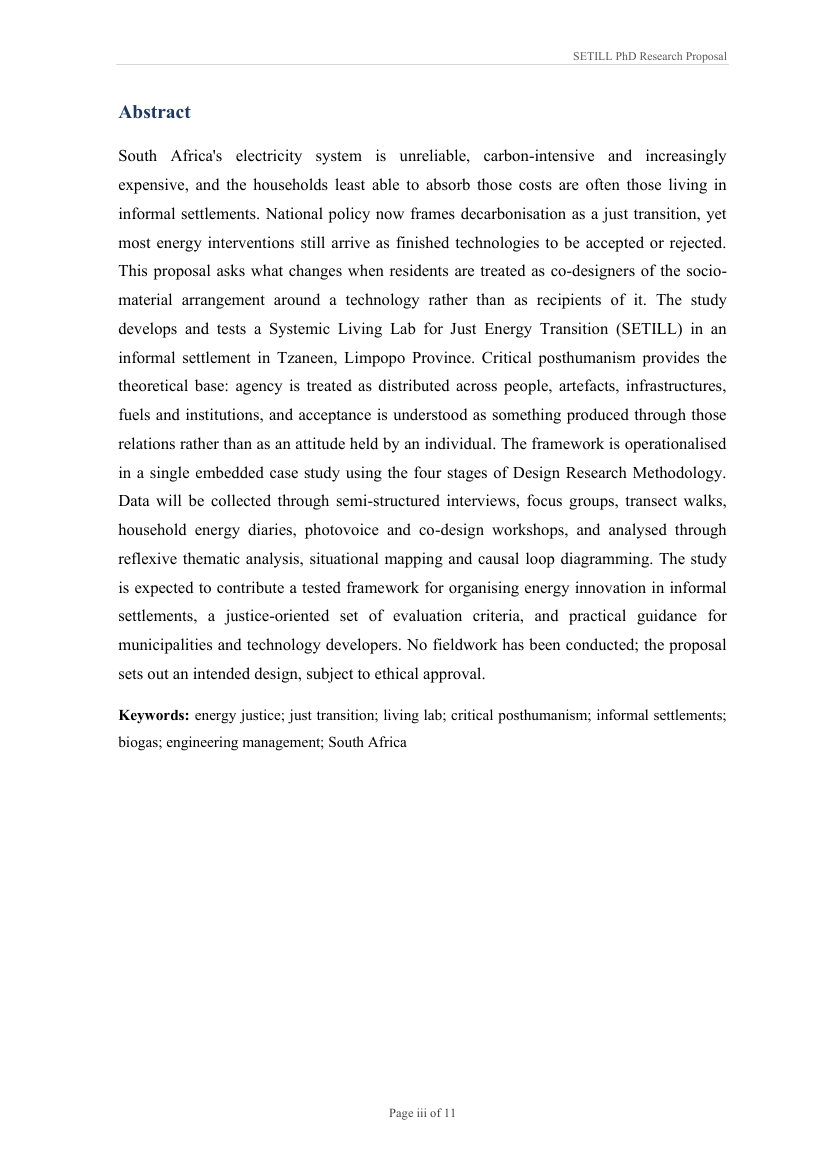 SETILL PhD Research Proposal
Abstract
South Africa's electricity system is unreliable, carbon-intensive and increasingly
expensive, and the households least able to absorb those costs are often those living in
informal settlements. National policy now frames decarbonisation as a just transition, yet
most energy interventions still arrive as finished technologies to be accepted or rejected.
This proposal asks what changes when residents are treated as co-designers of the socio-
material arrangement around a technology rather than as recipients of it. The study
develops and tests a Systemic Living Lab for Just Energy Transition (SETILL) in an
informal settlement in Tzaneen, Limpopo Province. Critical posthumanism provides the
theoretical base: agency is treated as distributed across people, artefacts, infrastructures,
fuels and institutions, and acceptance is understood as something produced through those
relations rather than as an attitude held by an individual. The framework is operationalised
in a single embedded case study using the four stages of Design Research Methodology.
Data will be collected through semi-structured interviews, focus groups, transect walks,
household energy diaries, photovoice and co-design workshops, and analysed through
reflexive thematic analysis, situational mapping and causal loop diagramming. The study
is expected to contribute a tested framework for organising energy innovation in informal
settlements, a justice-oriented set of evaluation criteria, and practical guidance for
municipalities and technology developers. No fieldwork has been conducted; the proposal
sets out an intended design, subject to ethical approval.
Keywords: energy justice; just transition; living lab; critical posthumanism; informal settlements;
biogas; engineering management; South Africa
Page iii of 11